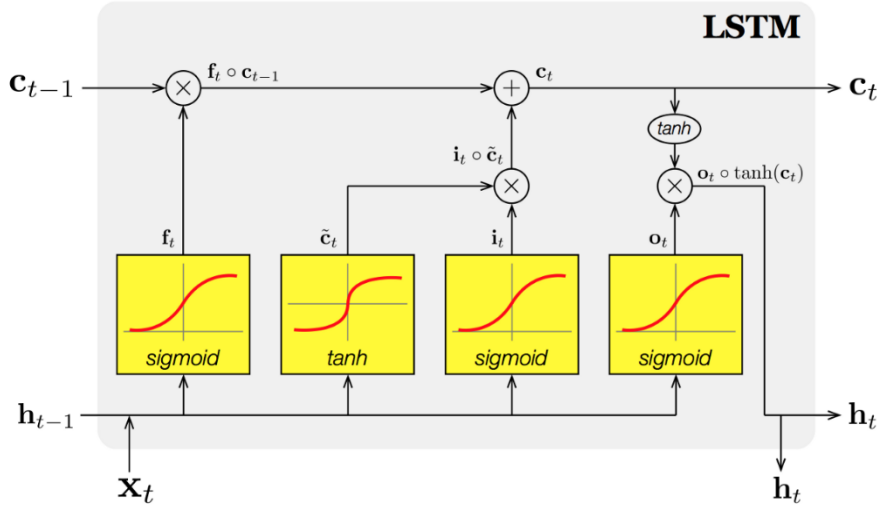 LSTM
c_{t-1}
f_t ∘ c_{t-1}
c_t
c_t
tanh
i_t ∘ c̃_t
o_t ∘ tanh(c_t)
f_t
c̃_t
i_t
o_t
sigmoid
tanh
sigmoid
sigmoid
h_{t-1}
h_t
x_t
h_t